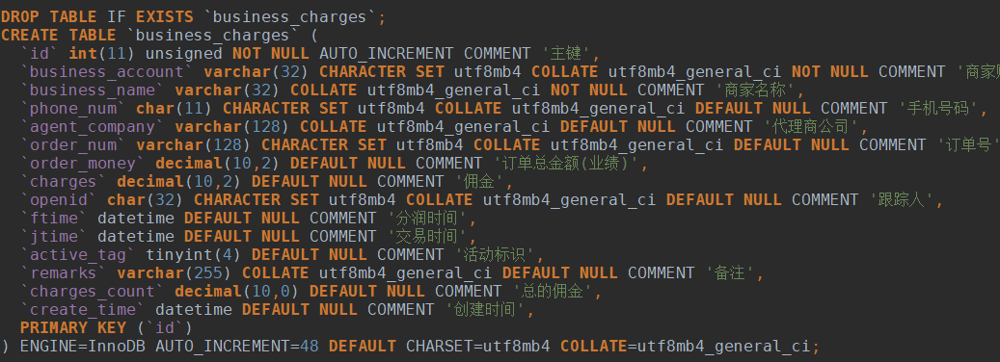 DROP TABLE IF EXISTS `business_charges`;
CREATE TABLE `business_charges` (
  `id` int(11) unsigned NOT NULL AUTO_INCREMENT COMMENT '主键',
  `business_account` varchar(32) CHARACTER SET utf8mb4 COLLATE utf8mb4_general_ci NOT NULL COMMENT '商家
  `business_name` varchar(32) COLLATE utf8mb4_general_ci NOT NULL COMMENT '商家名称',
  `phone_num` char(11) CHARACTER SET utf8mb4 COLLATE utf8mb4_general_ci DEFAULT NULL COMMENT '手机号码',
  `agent_company` varchar(128) COLLATE utf8mb4_general_ci DEFAULT NULL COMMENT '代理商公司',
  `order_num` varchar(128) CHARACTER SET utf8mb4 COLLATE utf8mb4_general_ci DEFAULT NULL COMMENT '订单号'
  `order_money` decimal(10,2) DEFAULT NULL COMMENT '订单总金额(业绩)',
  `charges` decimal(10,2) DEFAULT NULL COMMENT '佣金',
  `openid` char(32) CHARACTER SET utf8mb4 COLLATE utf8mb4_general_ci DEFAULT NULL COMMENT '跟踪人',
  `ftime` datetime DEFAULT NULL COMMENT '分润时间',
  `jtime` datetime DEFAULT NULL COMMENT '交易时间',
  `active_tag` tinyint(4) DEFAULT NULL COMMENT '活动标识',
  `remarks` varchar(255) COLLATE utf8mb4_general_ci DEFAULT NULL COMMENT '备注',
  `charges_count` decimal(10,0) DEFAULT NULL COMMENT '总的佣金',
  `create_time` datetime DEFAULT NULL COMMENT '创建时间',
  PRIMARY KEY (`id`)
) ENGINE=InnoDB AUTO_INCREMENT=48 DEFAULT CHARSET=utf8mb4 COLLATE=utf8mb4_general_ci;